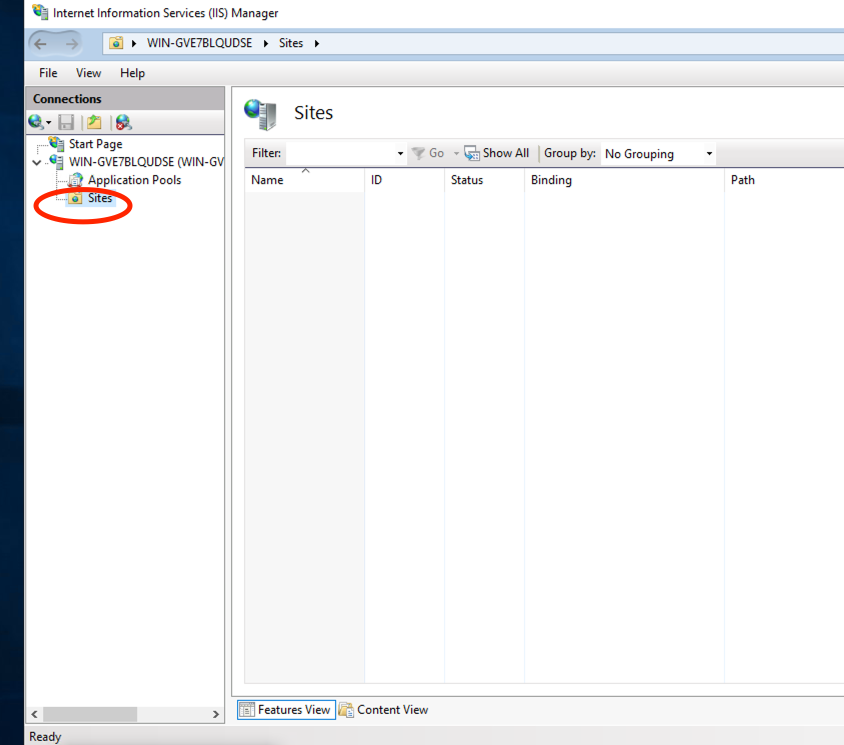 Internet Information Services (IIS) Manager
WIN-GVE7BLQUDSE Sites
File View Help
Connections
Start Page
WIN-GVE7BLQUDSE (WIN-GV
Application Pools
Sites
Sites
Filter: Go Show All Group by: No Grouping
Name ID Status Binding Path
Features View Content View
Ready